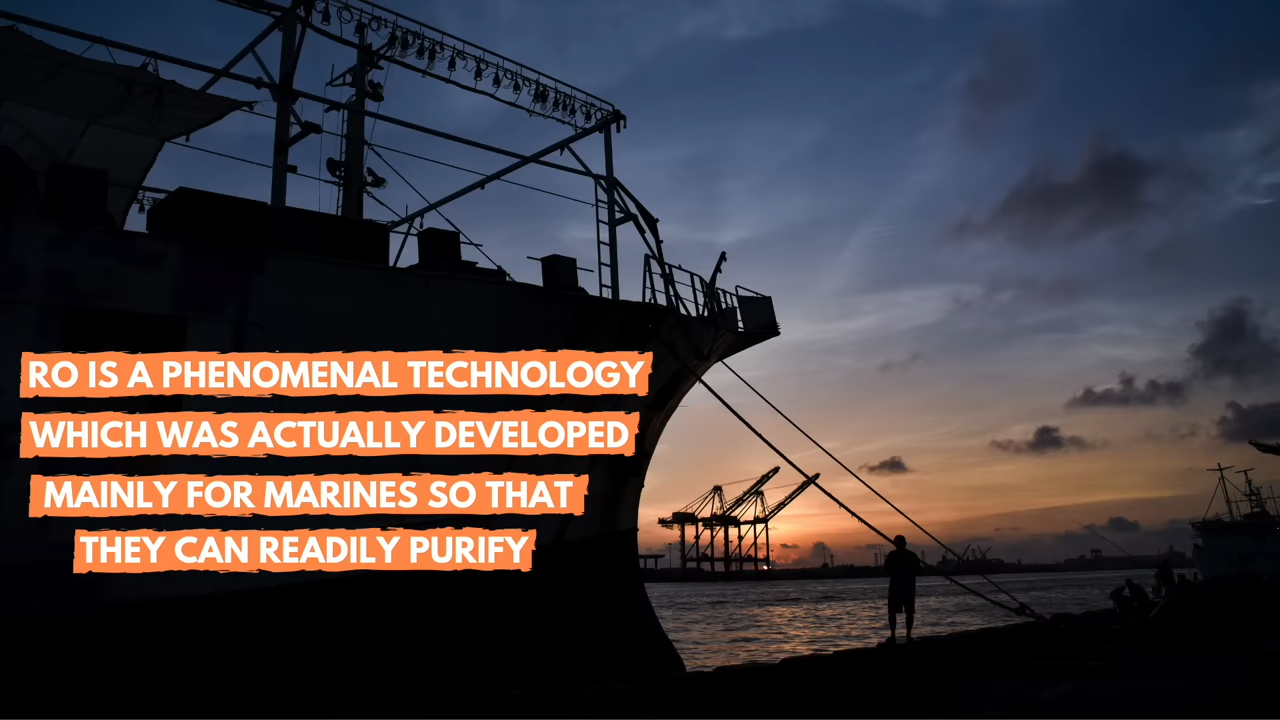 RO IS A PHENOMENAL TECHNOLOGY
WHICH WAS ACTUALLY DEVELOPED
MAINLY FOR MARINES SO THAT
THEY CAN READILY PURIFY